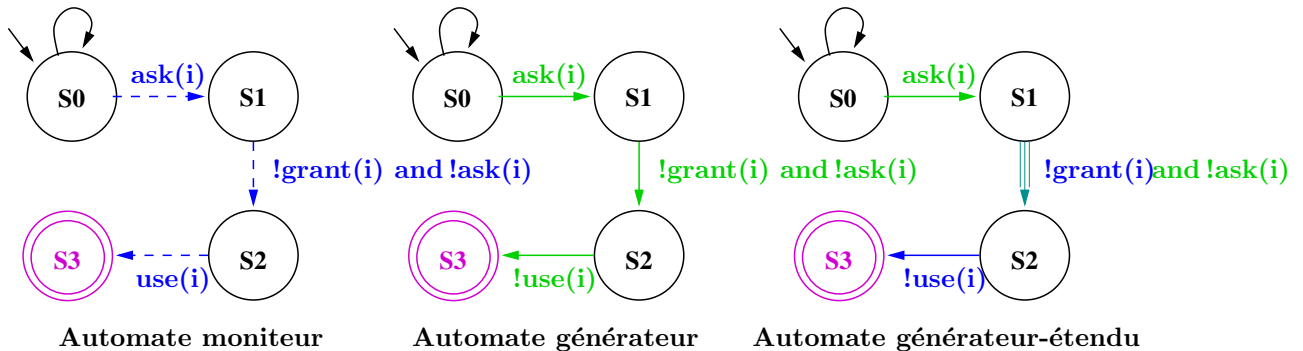 ask(i) ask(i) ask(i)
S0 S1 S0 S1 S0 S1
!grant(i) and !ask(i) !grant(i) and !ask(i) !grant(i)and !ask(i)
S3 S2 S3 S2 S3 S2
use(i) !use(i) !use(i)
Automate moniteur Automate générateur Automate générateur-étendu